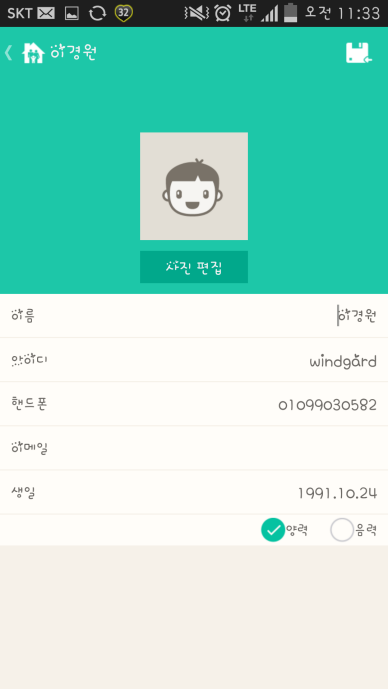 SKT 32 LTE 오전 11:33
이경원
사진 편집
이름 이경원
아이디 windgard
핸드폰 01099030582
이메일
생일 1991.10.24
양력 음력